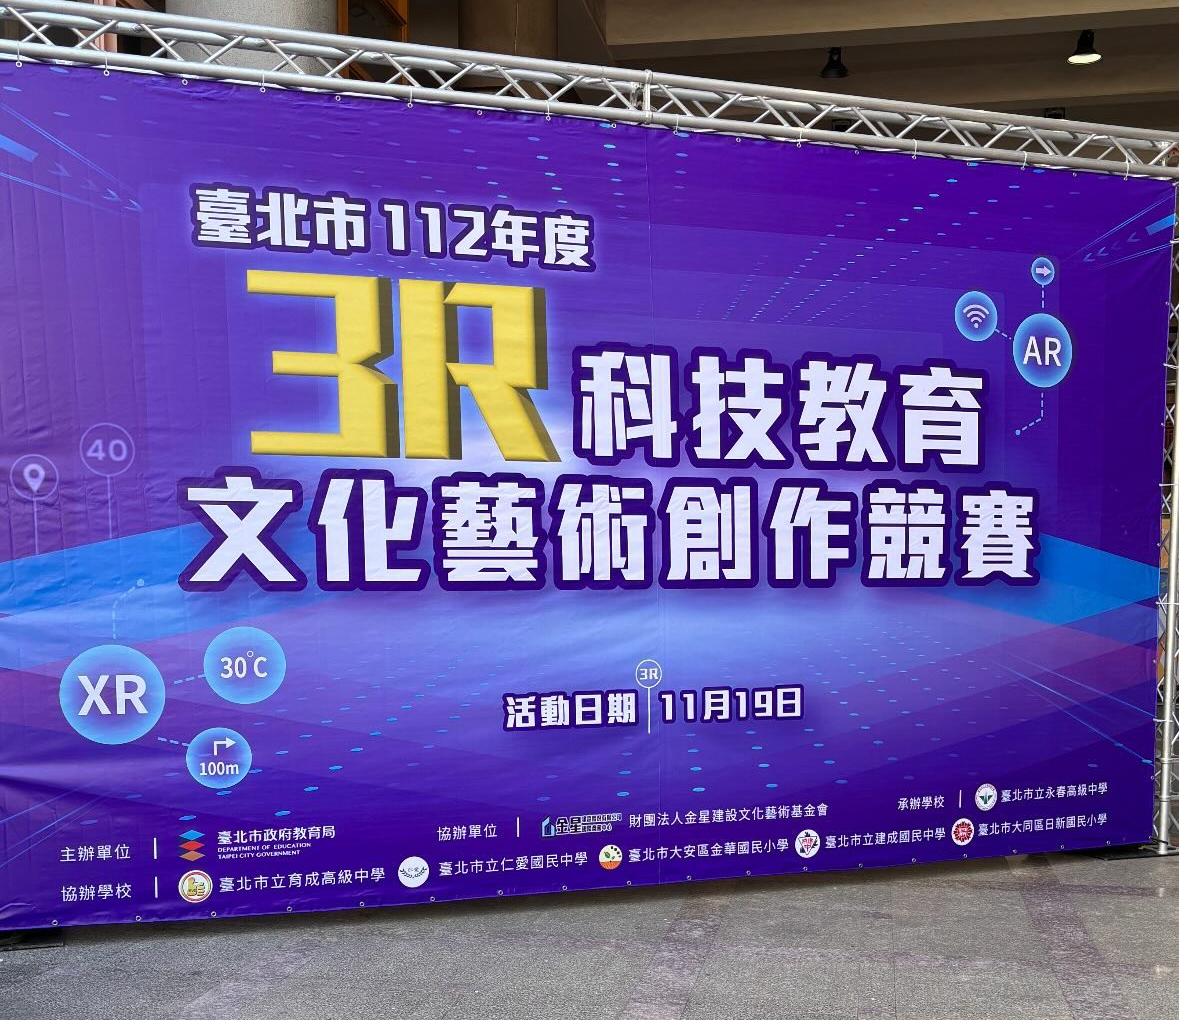 臺北市112年度
3R科技教育
文化藝術創作競賽
AR
40
XR
30°C
100m
3R
活動日期 11月19日
主辦單位 臺北市政府教育局
DEPARTMENT OF EDUCATION
TAIPEI CITY GOVERNMENT
協辦單位 金星 財團法人金星建設文化藝術基金會
承辦學校 臺北市立永春高級中學
協辦學校 臺北市立育成高級中學 臺北市立仁愛國民中學 臺北市大安區金華國民小學 臺北市立建成國民中學 臺北市大同區日新國民小學